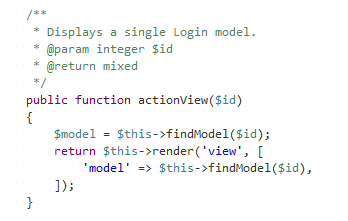 /**
 * Displays a single Login model.
 * @param integer $id
 * @return mixed
 */
public function actionView($id)
{
    $model = $this->findModel($id);
    return $this->render('view', [
        'model' => $this->findModel($id),
    ]);
}